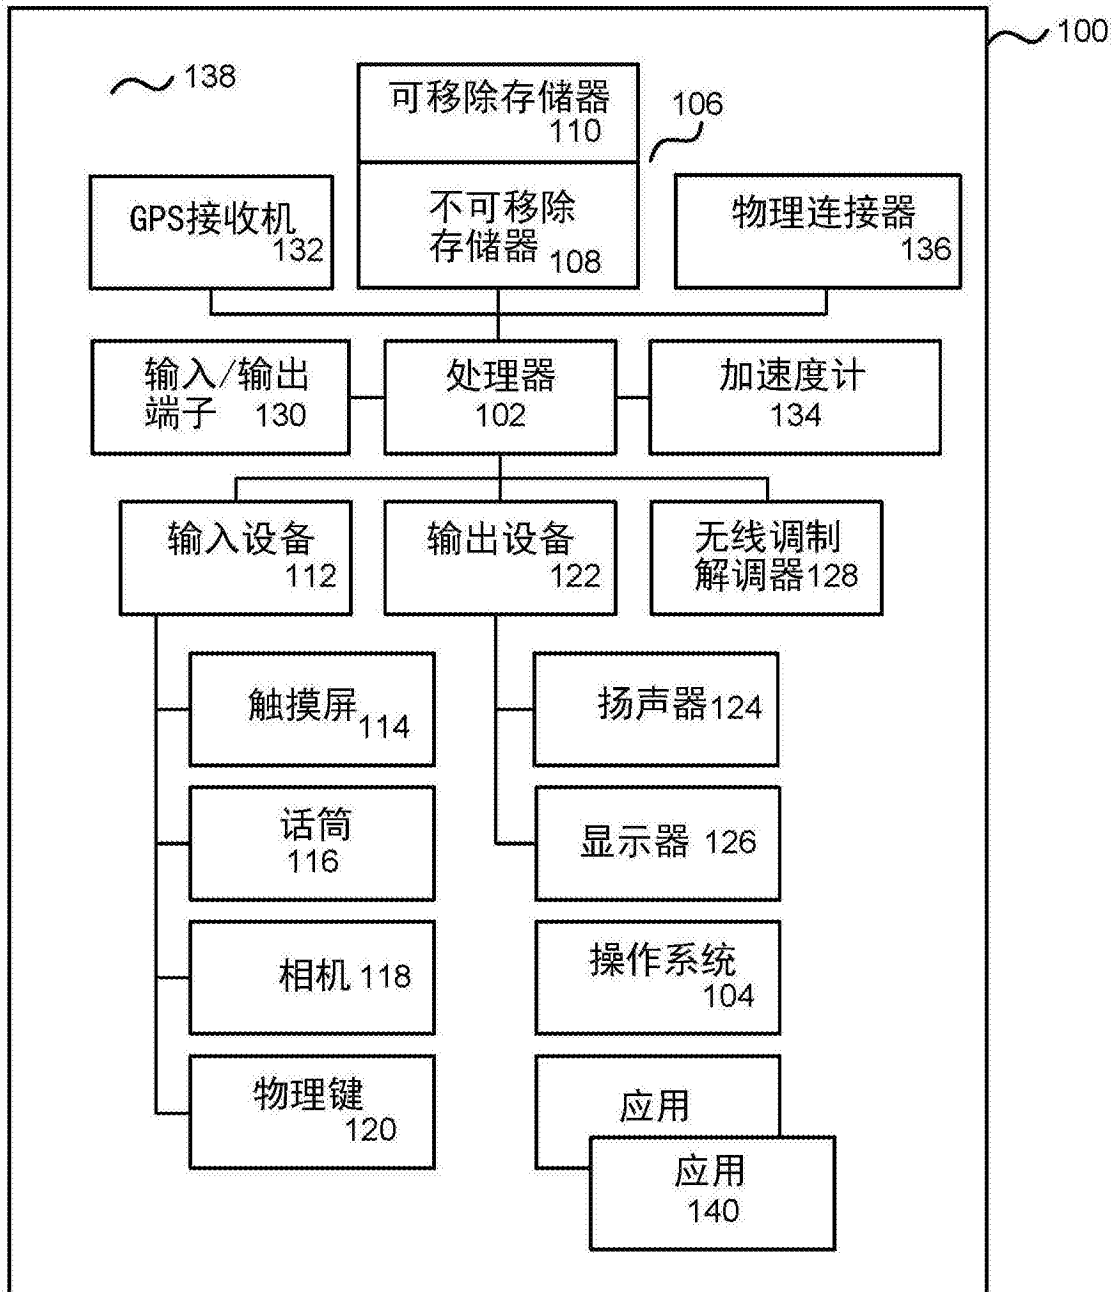 100
138
可移除存储器
110
106
GPS接收机
132
不可移除
存储器 108
物理连接器
136
输入/输出
端子 130
处理器
102
加速度计
134
输入设备
112
输出设备
122
无线调制
解调器128
触摸屏
114
扬声器124
话筒
116
显示器 126
相机 118
操作系统
104
物理键
120
应用
应用
140